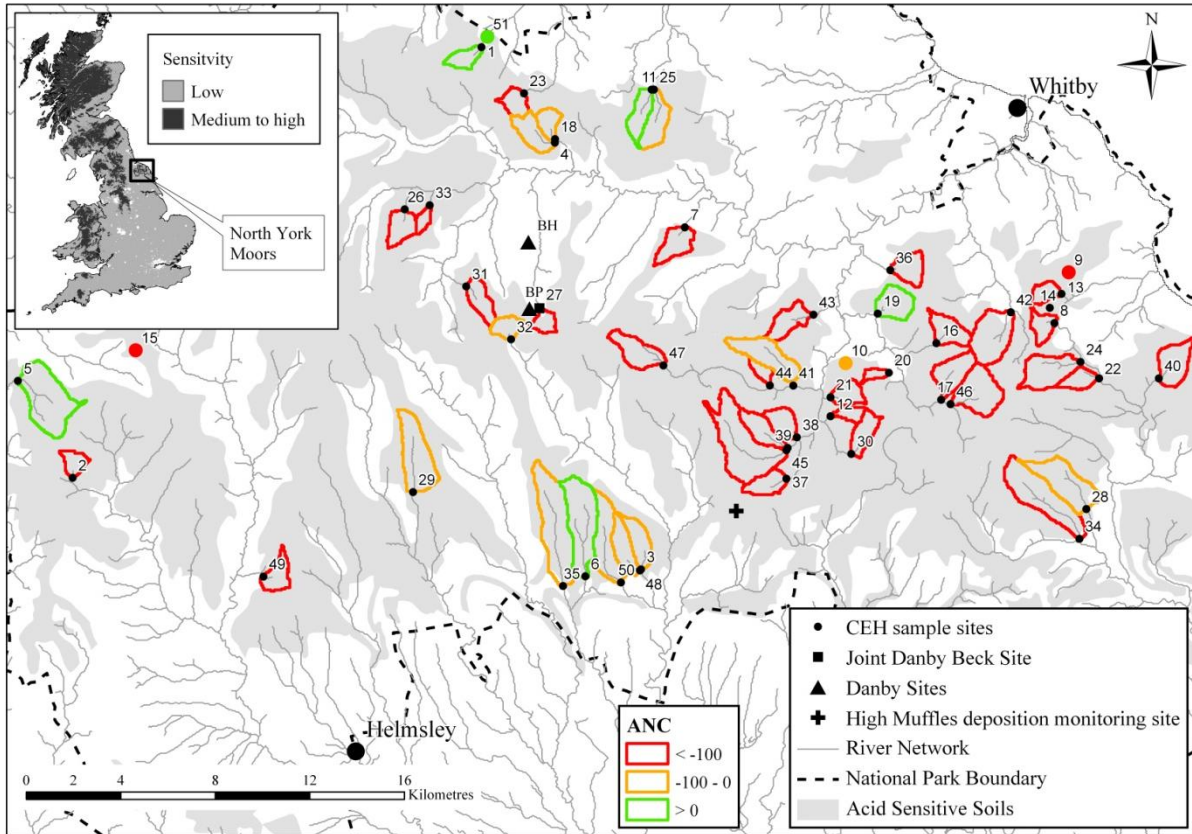 Sensitvity
Low
Medium to high
North York
Moors
N
Whitby
51
1
23
11
25
18
4
26
33
7
BH
31
BP
27
32
36
9
13
14
8
19
43
42
16
15
5
47
10
20
24
22
40
44
41
21
12
17
46
2
38
39
30
45
37
29
28
34
49
35
6
50
3
48
Helmsley
0
4
8
12
16
Kilometres
ANC
< -100
-100 - 0
> 0
CEH sample sites
Joint Danby Beck Site
Danby Sites
High Muffles deposition monitoring site
River Network
National Park Boundary
Acid Sensitive Soils